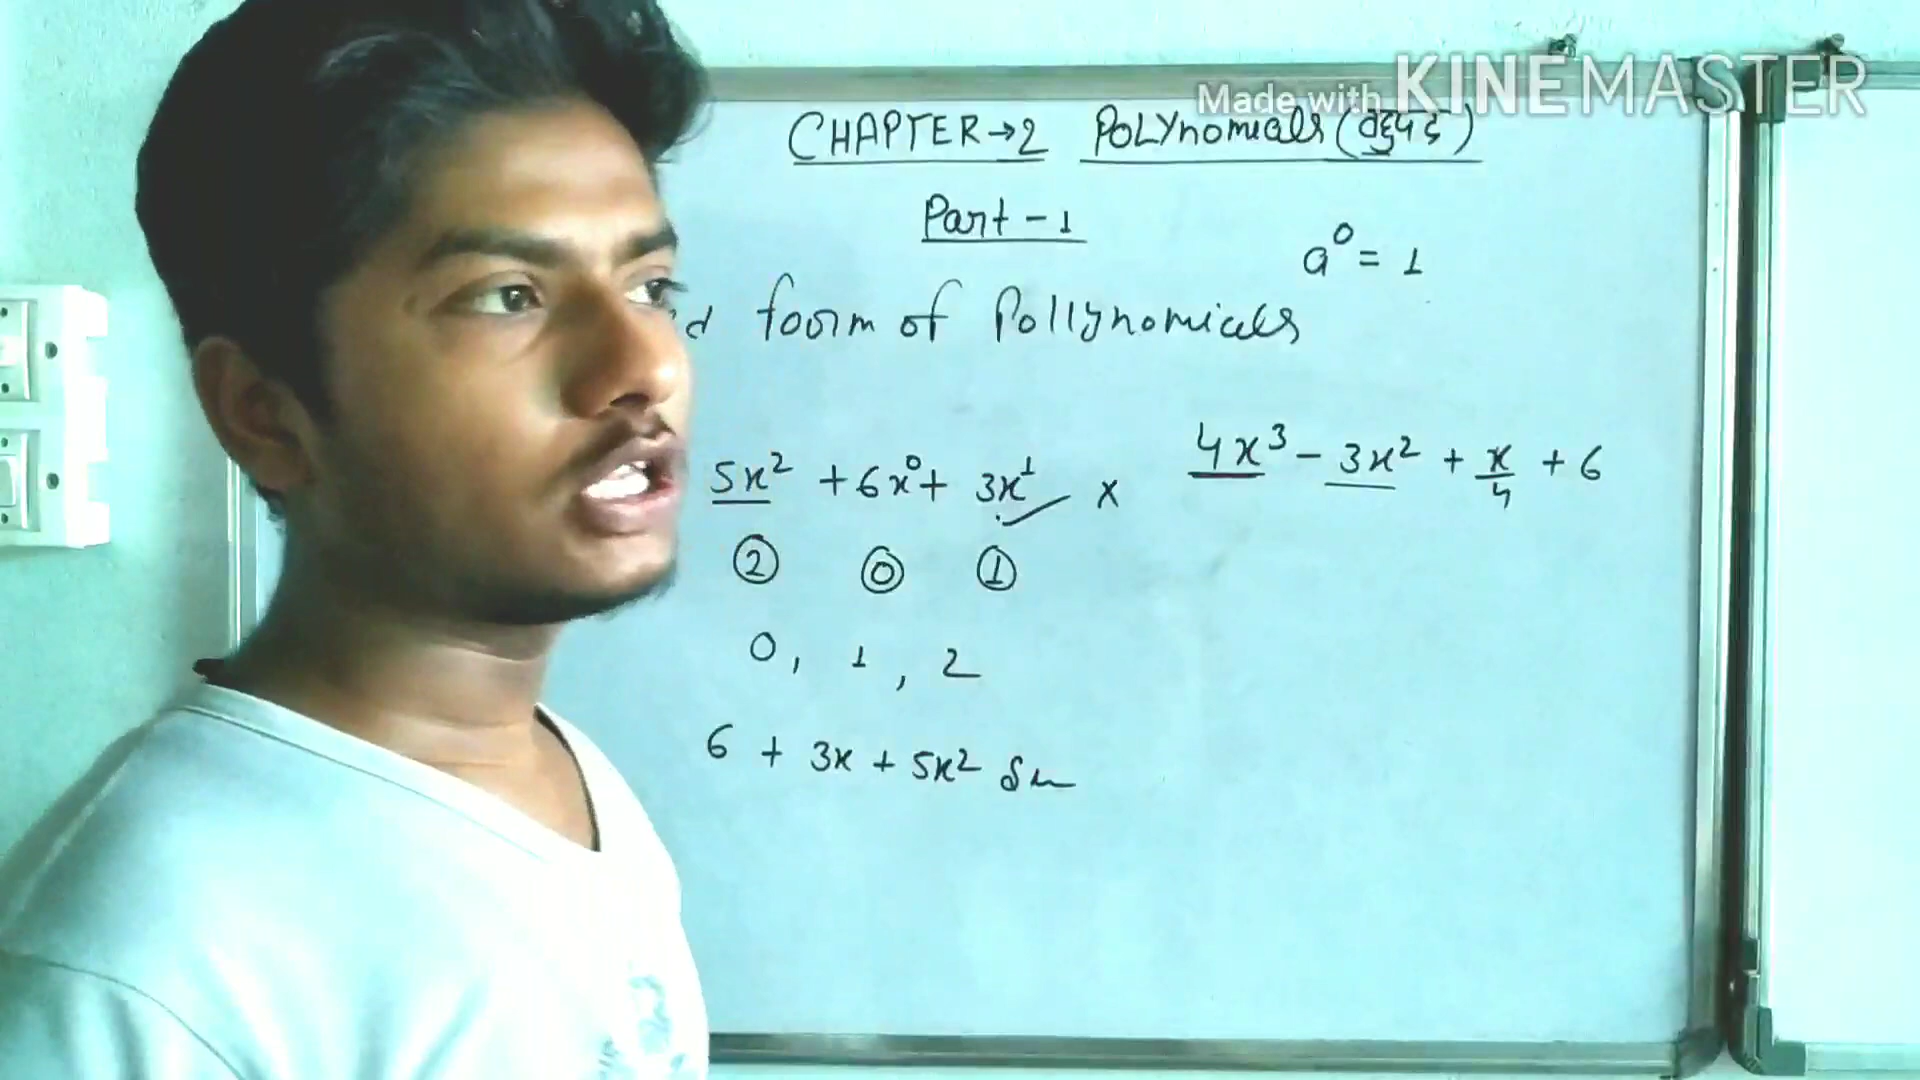 Made with KINEMASTER
CHAPTER→2 POLYnomials (बहुपद)
Part - 1
a⁰ = 1
d form of Pollynomials
5x² + 6x⁰ + 3x¹ x
4x³ - 3x² + x/4 + 6
② ⓪ ①
0, 1, 2
6 + 3x + 5x²